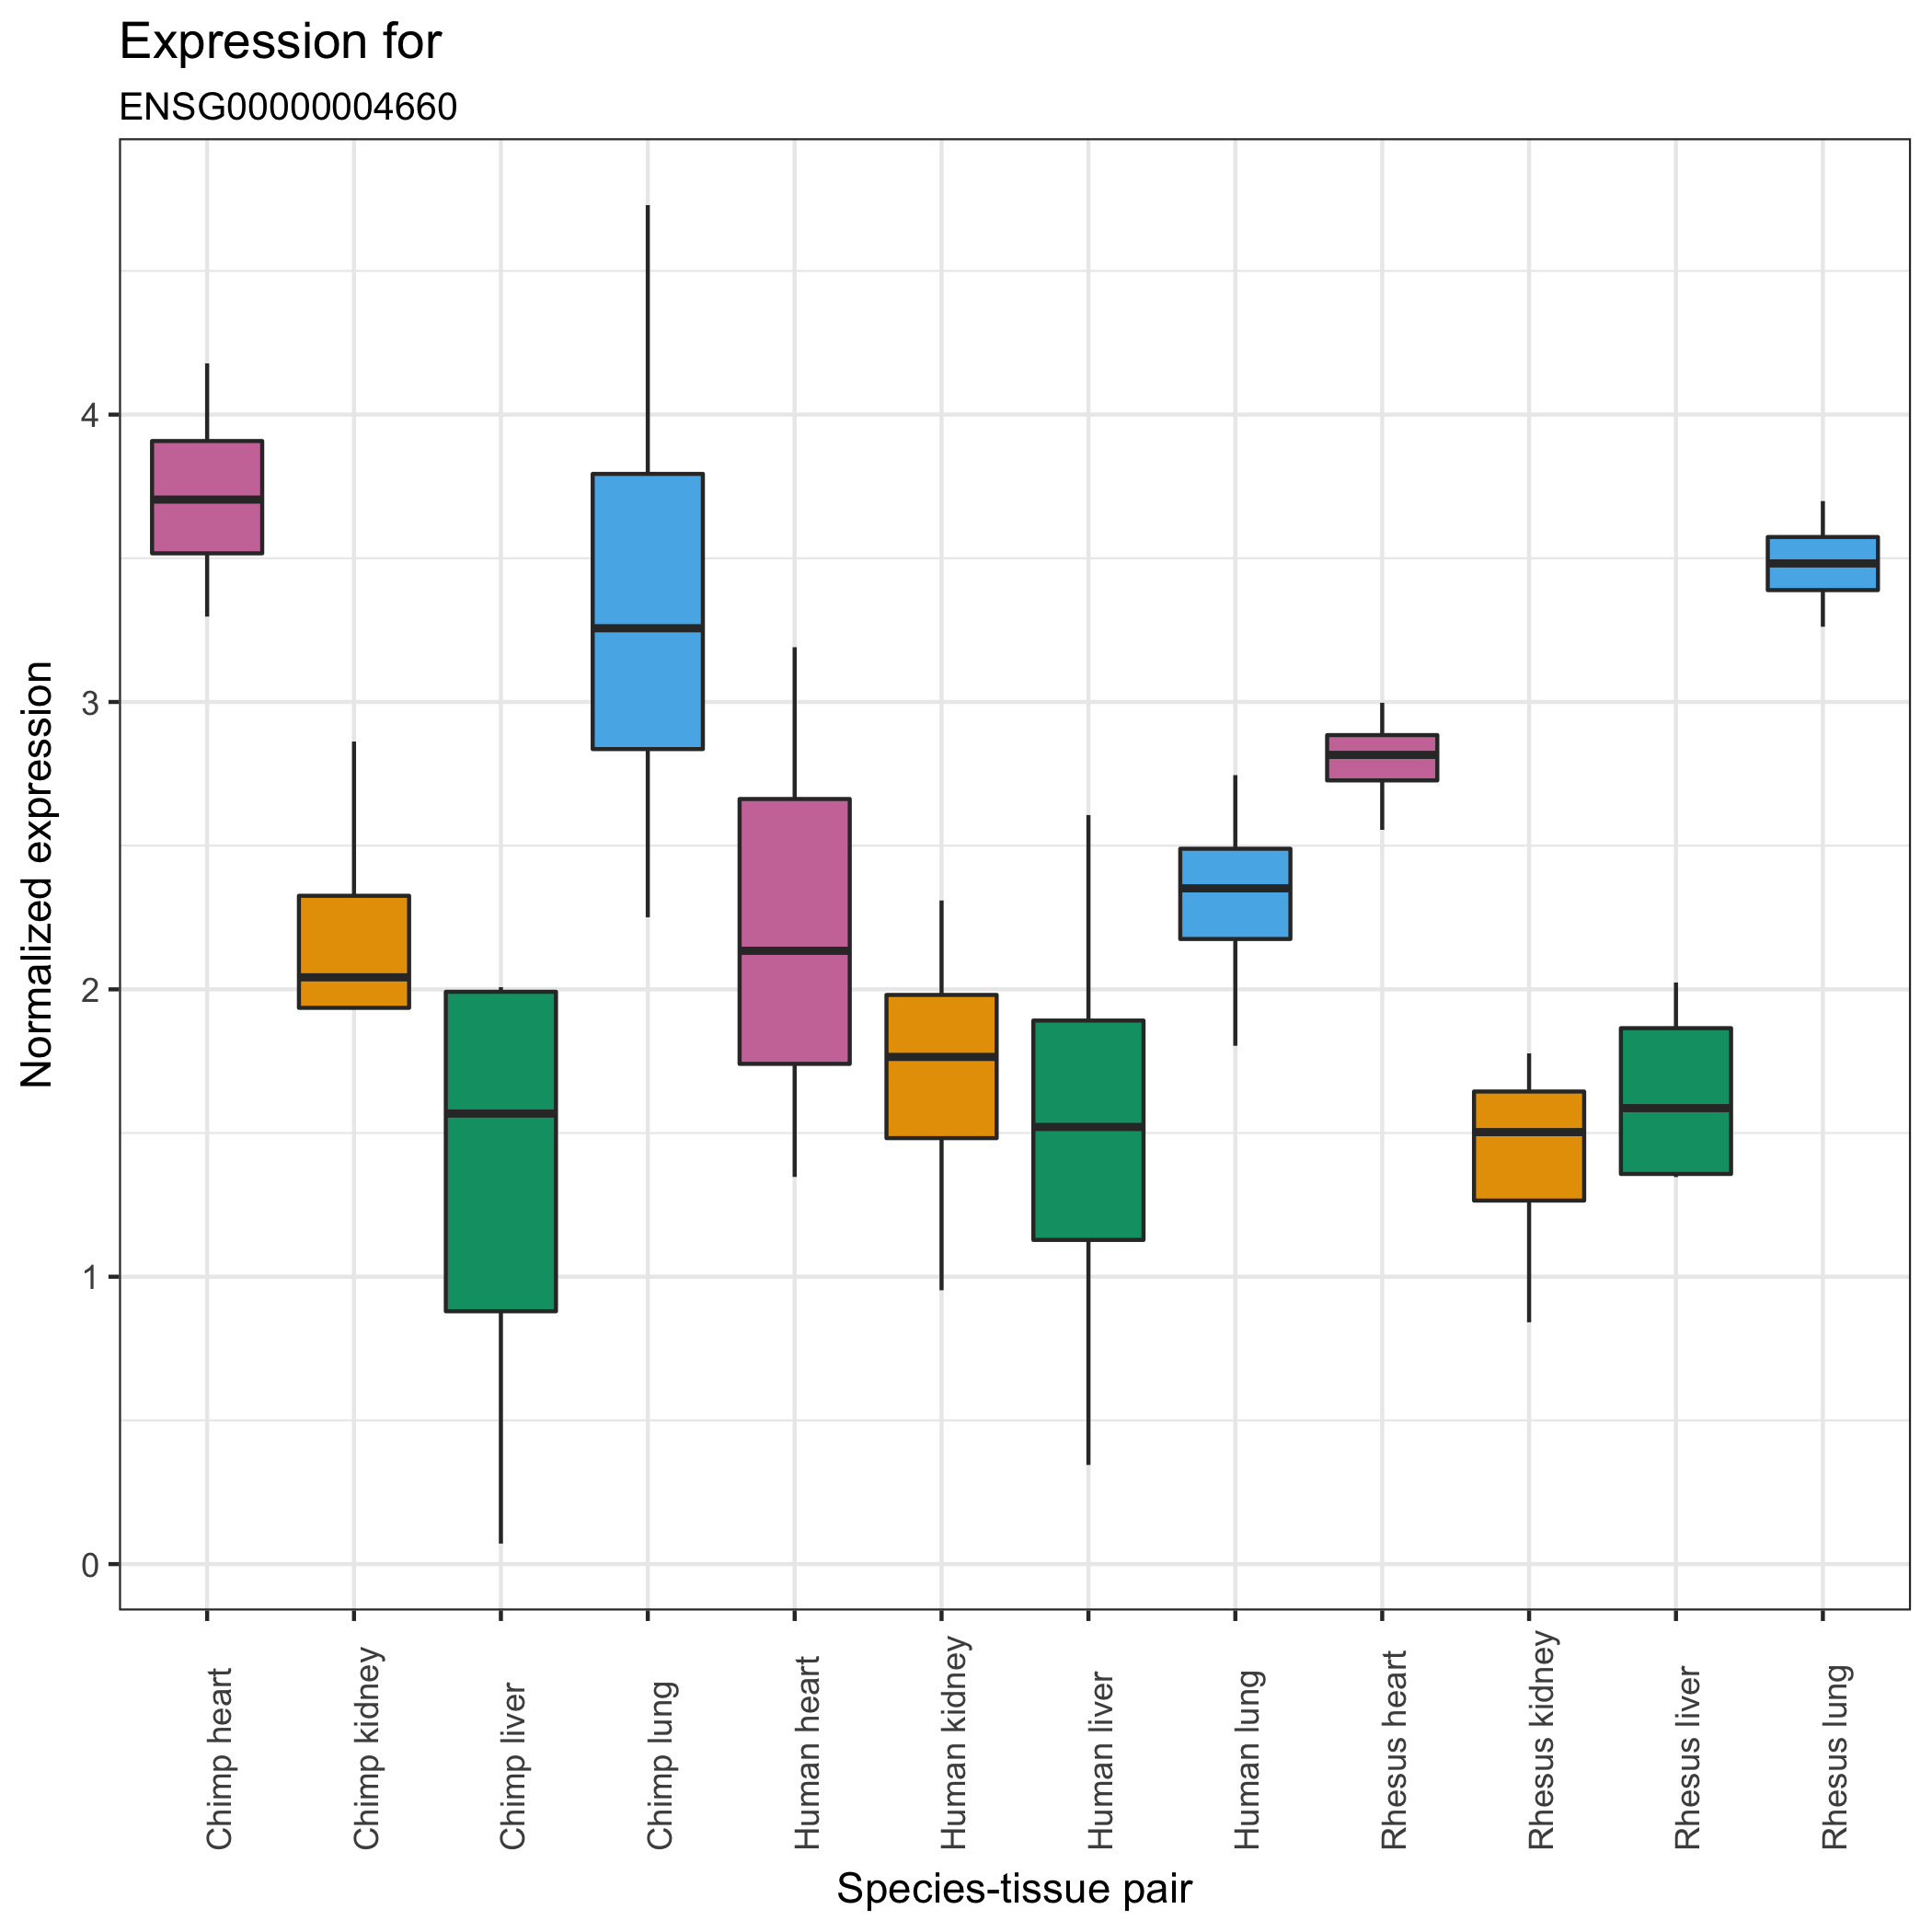 Expression for
ENSG00000004660
Normalized expression
4
3
2
1
0
Chimp heart
Chimp kidney
Chimp liver
Chimp lung
Human heart
Human kidney
Human liver
Human lung
Rhesus heart
Rhesus kidney
Rhesus liver
Rhesus lung
Species-tissue pair